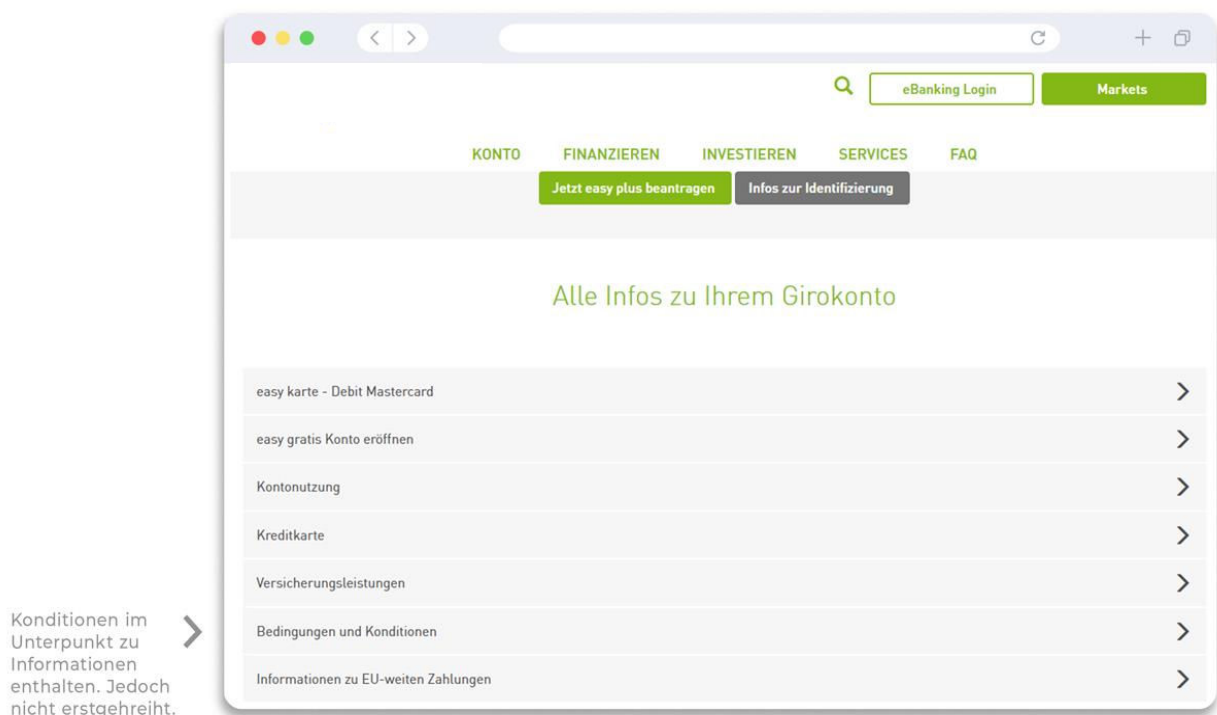 eBanking Login
Markets
KONTO FINANZIEREN INVESTIEREN SERVICES FAQ
Jetzt easy plus beantragen
Infos zur Identifizierung
Alle Infos zu Ihrem Girokonto
easy karte - Debit Mastercard
easy gratis Konto eröffnen
Kontonutzung
Kreditkarte
Versicherungsleistungen
Bedingungen und Konditionen
Informationen zu EU-weiten Zahlungen
Konditionen im
Unterpunkt zu
Informationen
enthalten. Jedoch
nicht erstgehreiht.